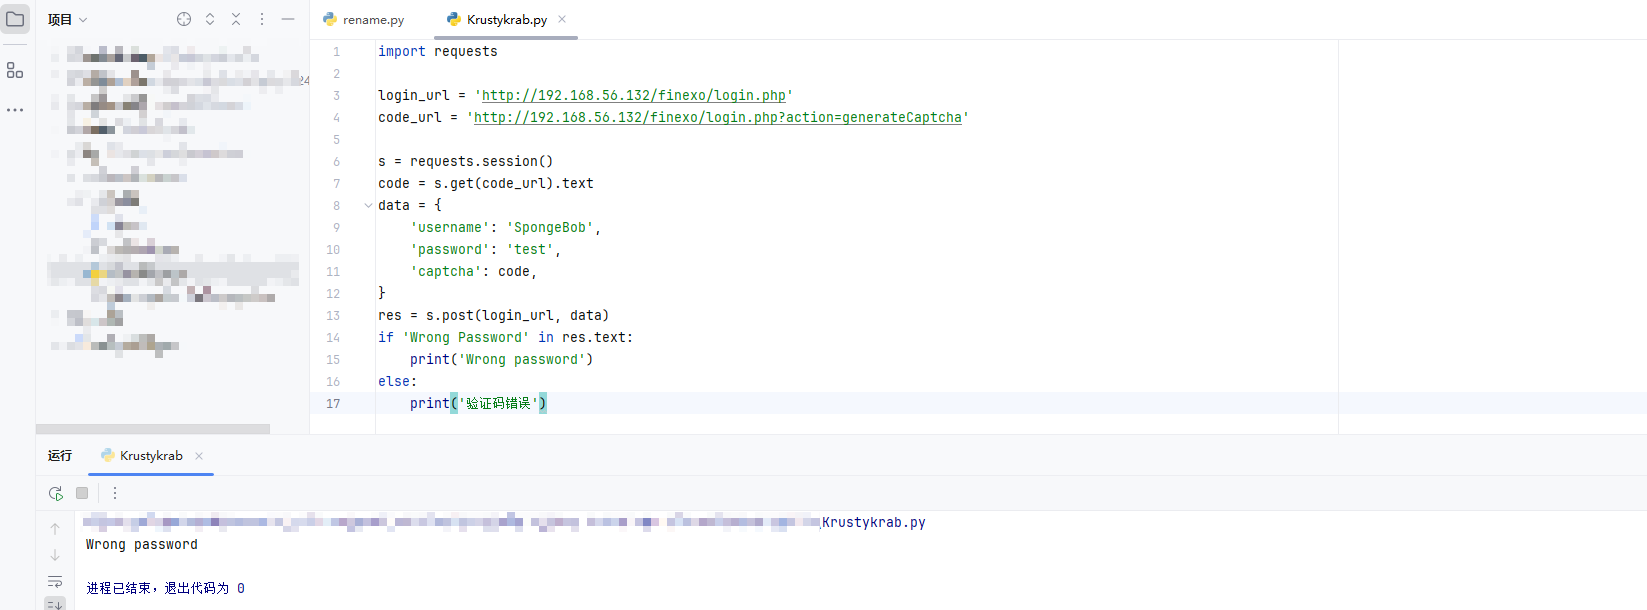 项目
rename.py
Krustykrab.py
24
1 import requests
2
3 login_url = 'http://192.168.56.132/finexo/login.php'
4 code_url = 'http://192.168.56.132/finexo/login.php?action=generateCaptcha'
5
6 s = requests.session()
7 code = s.get(code_url).text
8 data = {
9 'username': 'SpongeBob',
10 'password': 'test',
11 'captcha': code,
12 }
13 res = s.post(login_url, data)
14 if 'Wrong Password' in res.text:
15 print('Wrong password')
16 else:
17 print('验证码错误')
运行 Krustykrab
Krustykrab.py
Wrong password
进程已结束，退出代码为 0